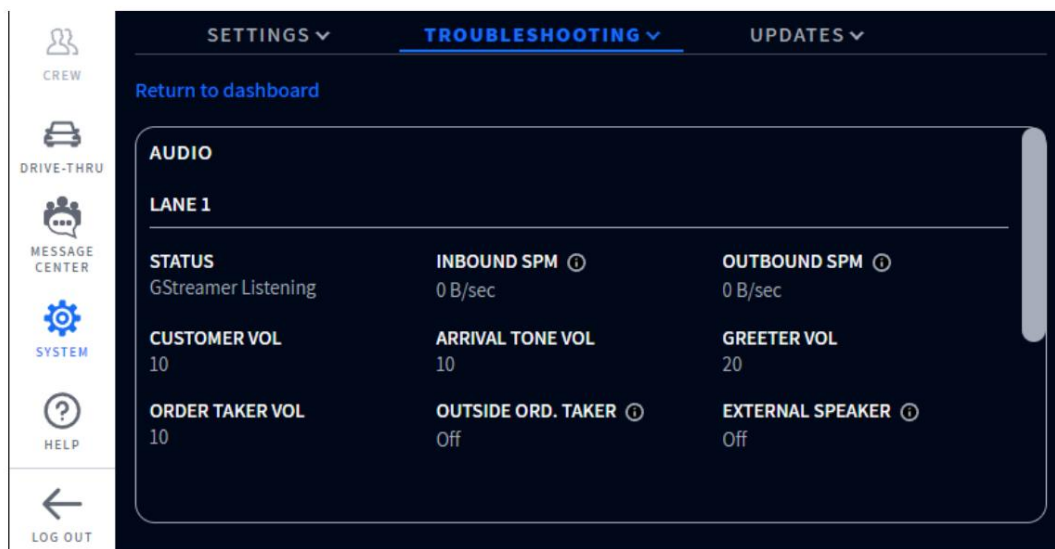 CREW
DRIVE-THRU
MESSAGE
CENTER
SYSTEM
HELP
LOG OUT
SETTINGS
TROUBLESHOOTING
UPDATES
Return to dashboard
AUDIO
LANE 1
STATUS
GStreamer Listening
INBOUND SPM
0 B/sec
OUTBOUND SPM
0 B/sec
CUSTOMER VOL
10
ARRIVAL TONE VOL
10
GREETER VOL
20
ORDER TAKER VOL
10
OUTSIDE ORD. TAKER
Off
EXTERNAL SPEAKER
Off